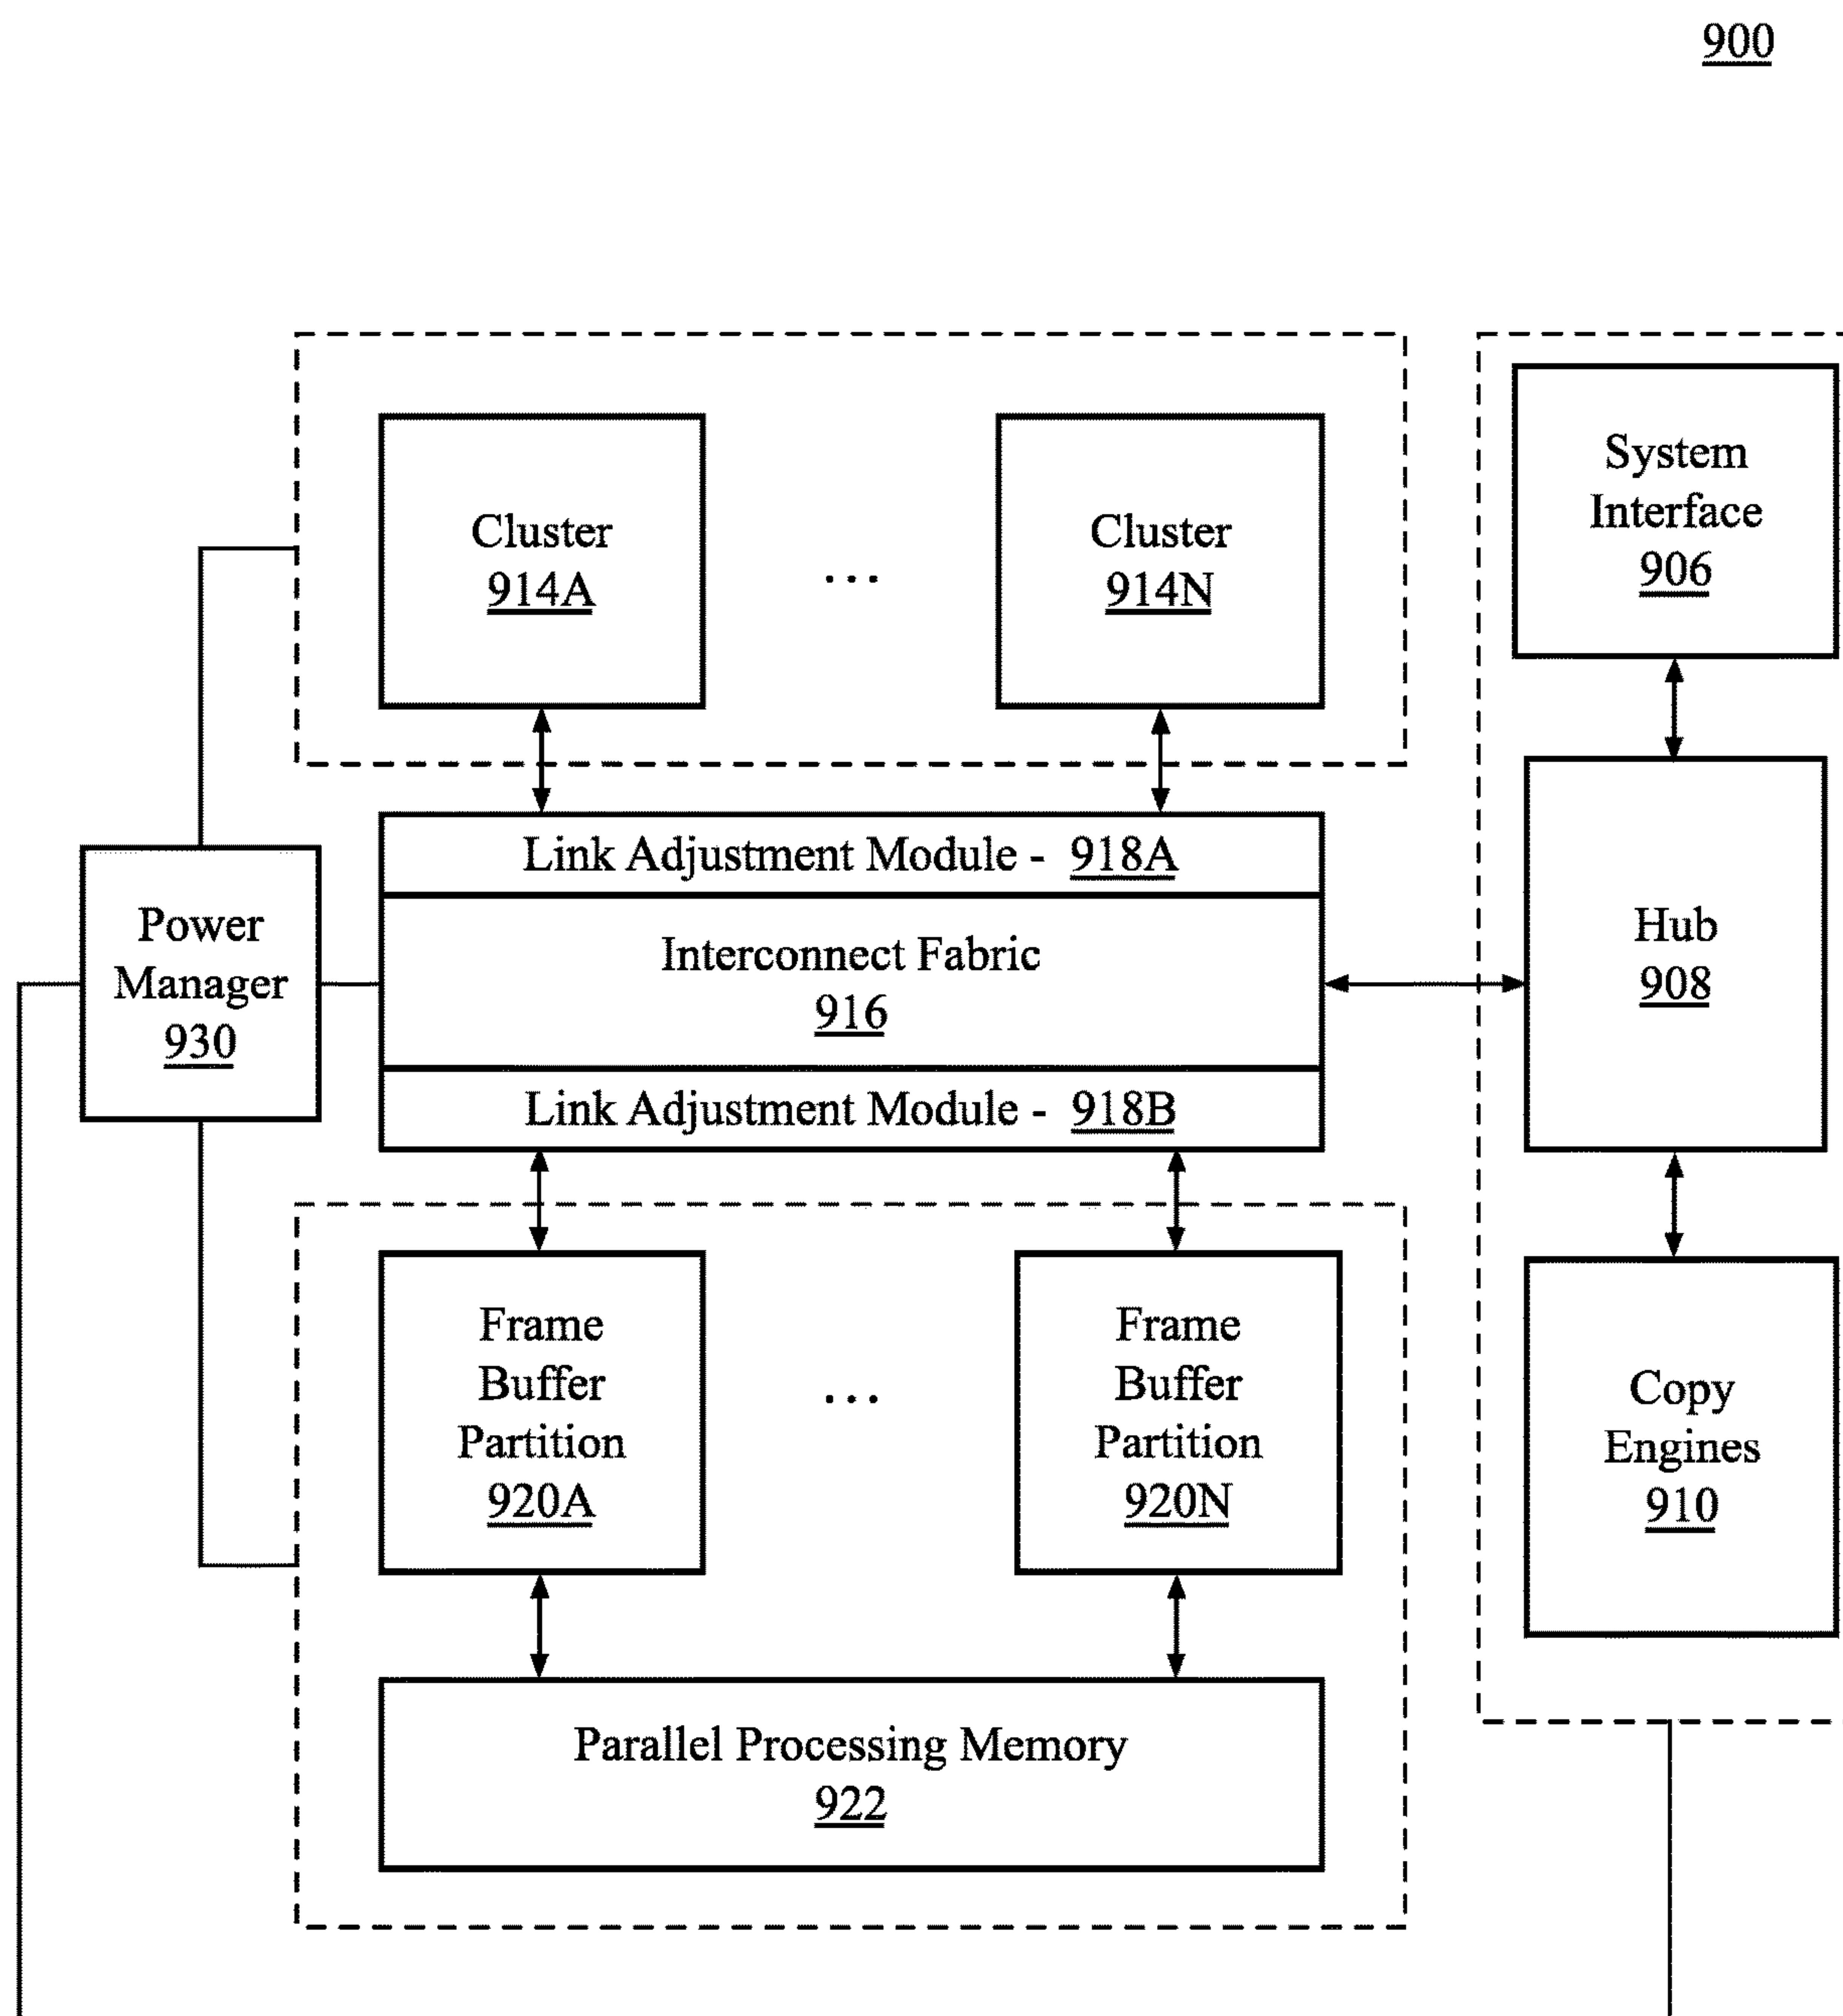 900
Cluster
914A
...
Cluster
914N
System
Interface
906
Link Adjustment Module - 918A
Power
Manager
930
Interconnect Fabric
916
Hub
908
Link Adjustment Module - 918B
Frame
Buffer
Partition
920A
...
Frame
Buffer
Partition
920N
Copy
Engines
910
Parallel Processing Memory
922